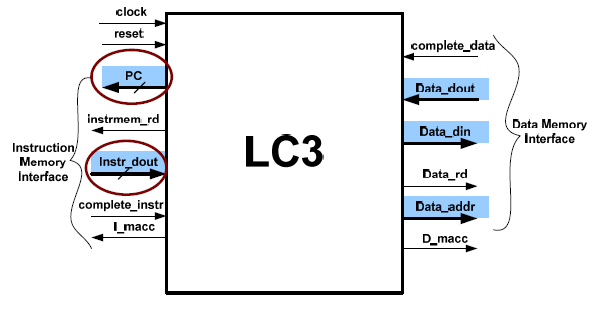 clock
reset
PC
instrmem_rd
Instr_dout
complete_instr
I_macc
Instruction
Memory
Interface
LC3
complete_data
Data_dout
Data_din
Data_rd
Data_addr
D_macc
Data Memory
Interface